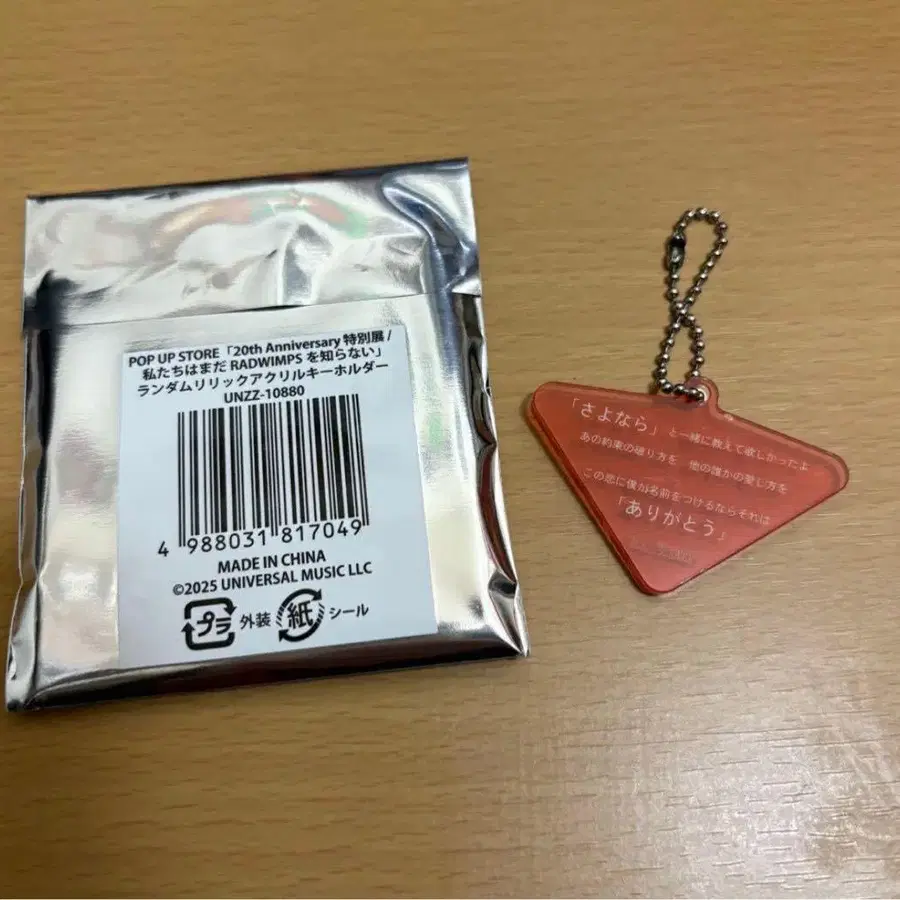 POP UP STORE「20th Anniversary 特別展 /
私たちはまだ RADWIMPS を知らない」
ランダムリリックアクリルキーホルダー
UNZZ-10880
4 988031 817049
MADE IN CHINA
©2025 UNIVERSAL MUSIC LLC
プラ 外装 紙 シール
「さよなら」と一緒に教えて欲しかったよ
あの約束の破り方を 他の誰かの愛し方を
この恋に僕が名前をつけるならそれは
「ありがとう」